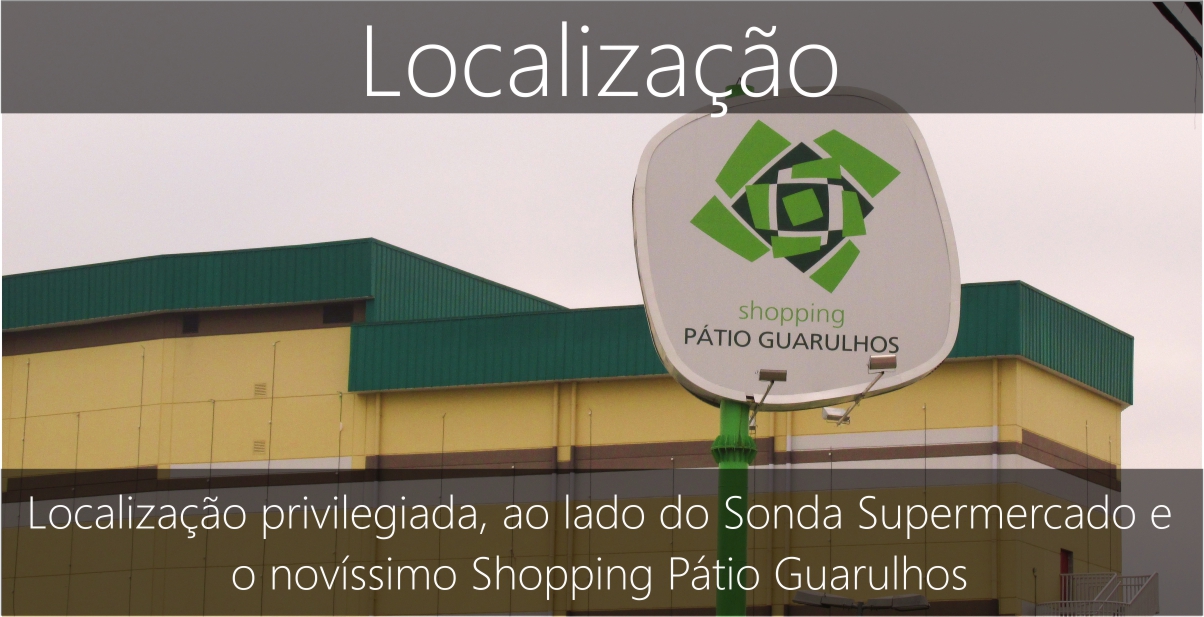 Localização
shopping
PÁTIO GUARULHOS
Localização privilegiada, ao lado do Sonda Supermercado e
o novíssimo Shopping Pátio Guarulhos